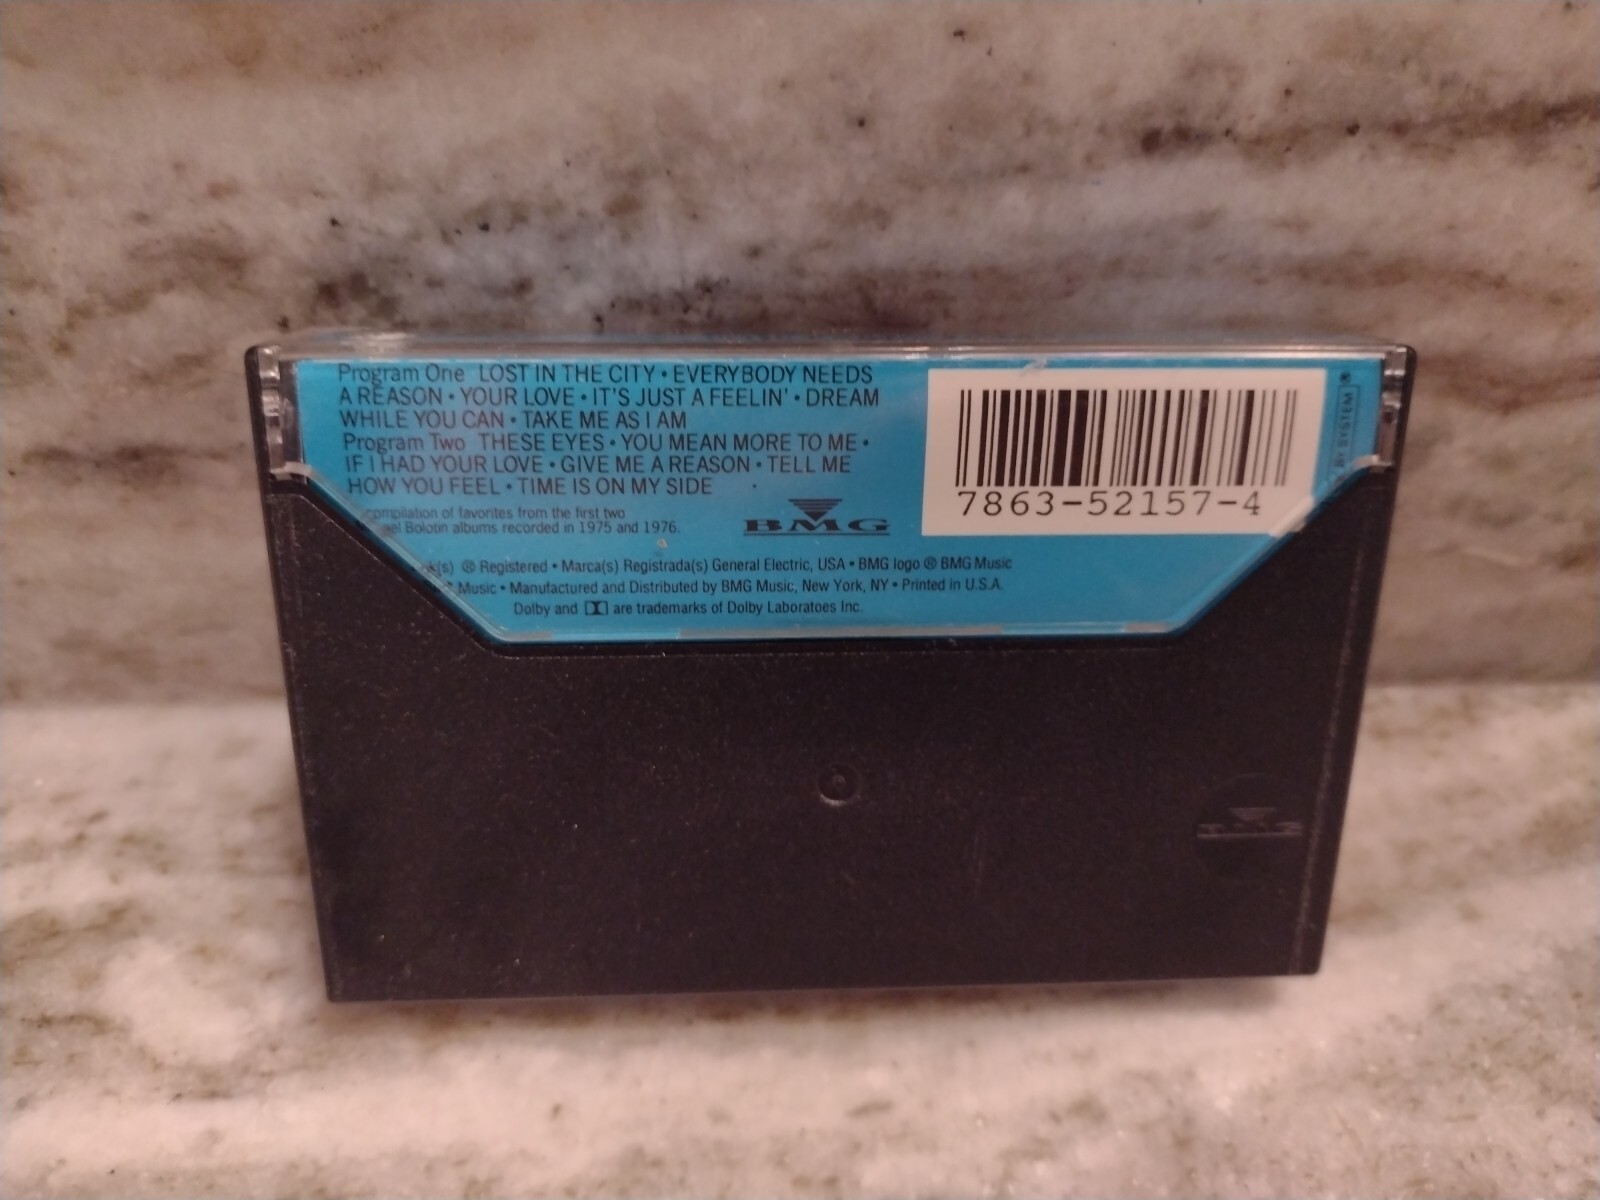 Program One LOST IN THE CITY • EVERYBODY NEEDS
A REASON • YOUR LOVE • IT'S JUST A FEELIN' • DREAM
WHILE YOU CAN • TAKE ME AS I AM
Program Two THESE EYES • YOU MEAN MORE TO ME •
IF I HAD YOUR LOVE • GIVE ME A REASON • TELL ME
HOW YOU FEEL • TIME IS ON MY SIDE
compilation of favorites from the first two
Bolotin albums recorded in 1975 and 1976.
BMG
7863-52157-4
SYSTEM®
® Registered • Marca(s) Registrada(s) General Electric, USA • BMG logo ® BMG Music
Music • Manufactured and Distributed by BMG Music, New York, NY • Printed in U.S.A.
Dolby and are trademarks of Dolby Laboratoes Inc.